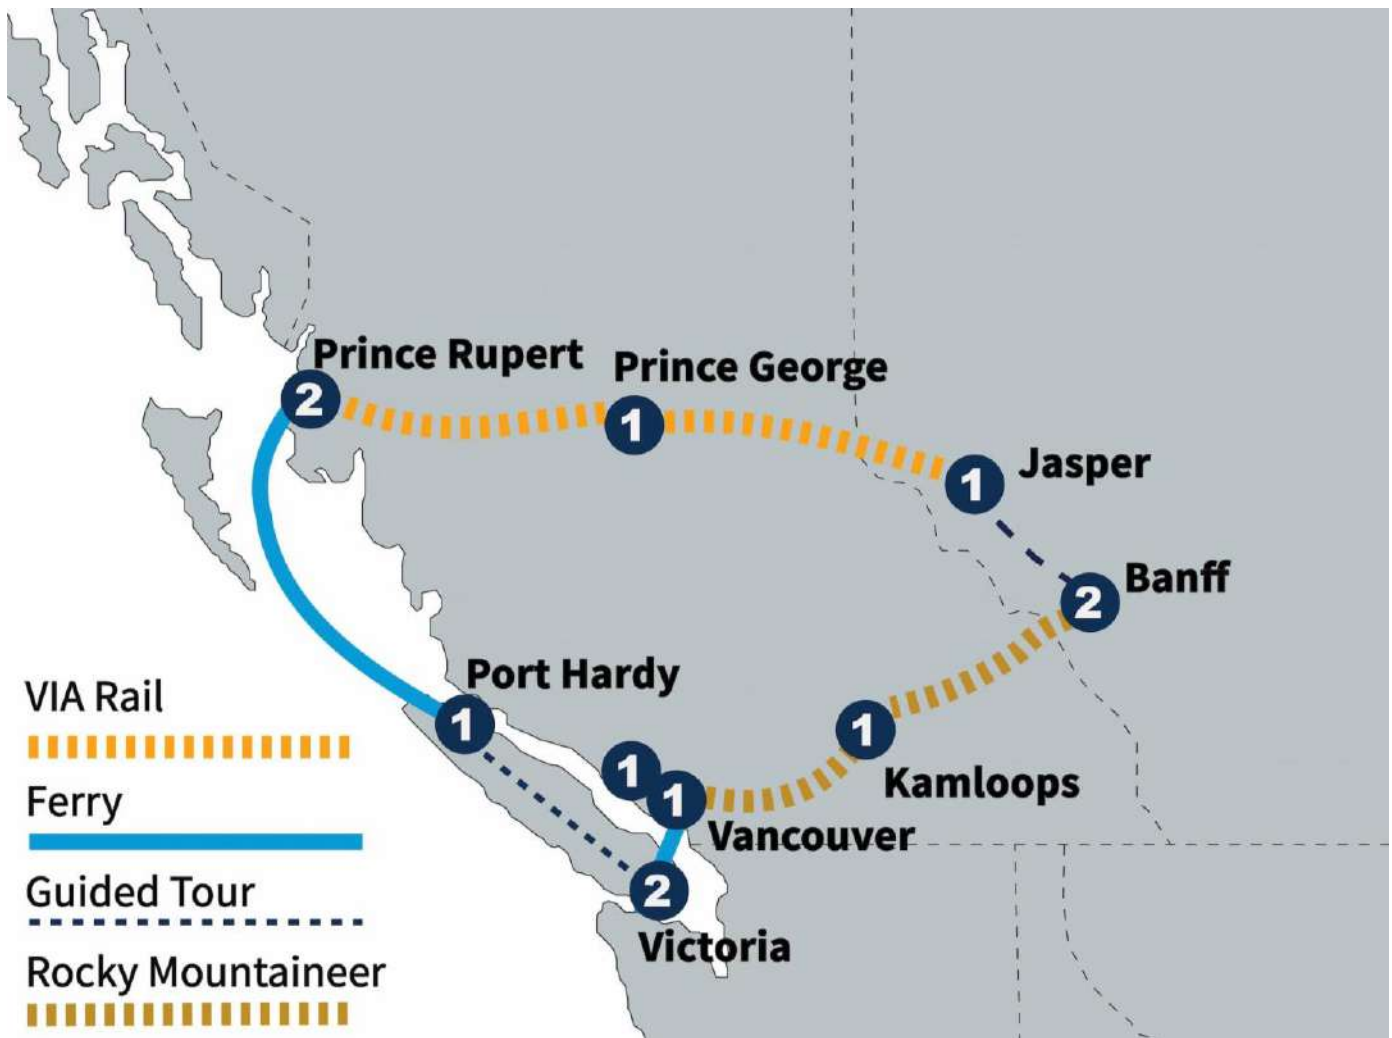 Prince Rupert
Prince George
2
1
Jasper
1
Banff
2
Port Hardy
1
VIA Rail
1
Kamloops
1
1
Vancouver
Ferry
Guided Tour
2
Victoria
Rocky Mountaineer